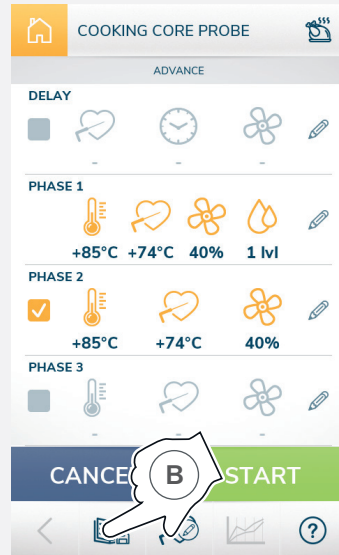 COOKING CORE PROBE
ADVANCE
DELAY
- - -
PHASE 1
+85°C +74°C 40% 1 lvl
PHASE 2
+85°C +74°C 40%
PHASE 3
- -
CANCE START
B
?